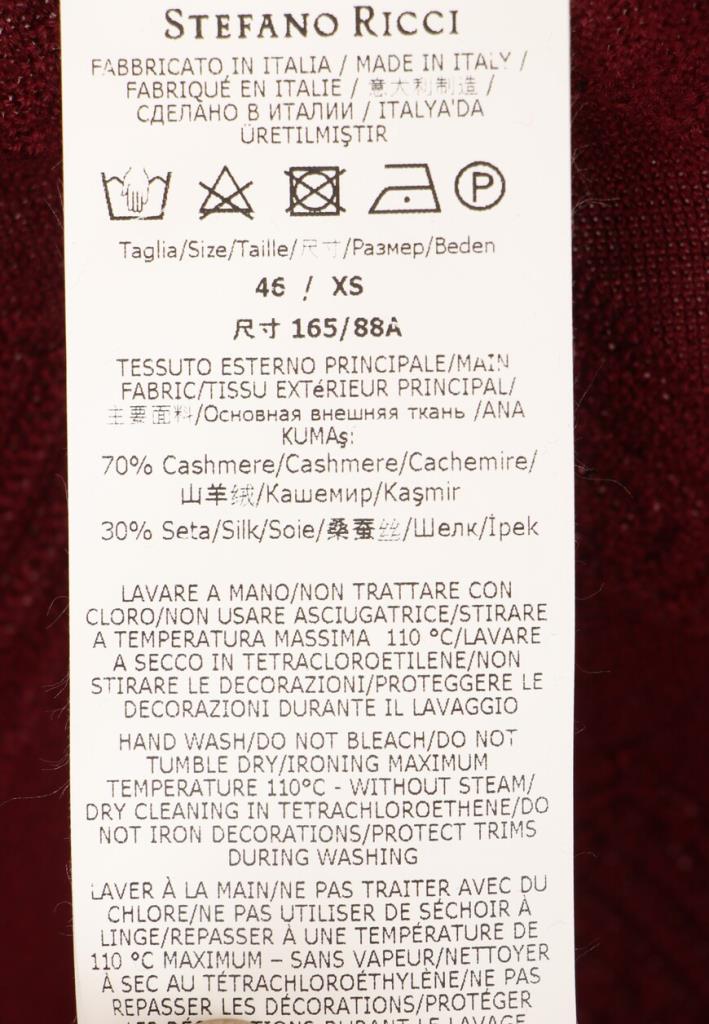 STEFANO RICCI
FABBRICATO IN ITALIA / MADE IN ITALY /
FABRIQUÉ EN ITALIE / 意大利制造 /
СДЕЛАНО В ИТАЛИИ / ITALYA'DA
ÜRETILMIŞTIR
P
Taglia/Size/Taille/尺寸/Размер/Beden
46 / XS
尺寸 165/88A
TESSUTO ESTERNO PRINCIPALE/MAIN
FABRIC/TISSU EXTéRIEUR PRINCIPAL/
主要面料/Основная внешняя ткань /ANA
KUMAş:
70% Cashmere/Cashmere/Cachemire/
山羊绒/Кашемир/Kaşmir
30% Seta/Silk/Soie/桑蚕丝/Шелк/İpek
LAVARE A MANO/NON TRATTARE CON
CLORO/NON USARE ASCIUGATRICE/STIRARE
A TEMPERATURA MASSIMA 110 °C/LAVARE
A SECCO IN TETRACLOROETILENE/NON
STIRARE LE DECORAZIONI/PROTEGGERE LE
DECORAZIONI DURANTE IL LAVAGGIO
HAND WASH/DO NOT BLEACH/DO NOT
TUMBLE DRY/IRONING MAXIMUM
TEMPERATURE 110°C - WITHOUT STEAM/
DRY CLEANING IN TETRACHLOROETHENE/DO
NOT IRON DECORATIONS/PROTECT TRIMS
DURING WASHING
LAVER À LA MAIN/NE PAS TRAITER AVEC DU
CHLORE/NE PAS UTILISER DE SÉCHOIR À
LINGE/REPASSER À UNE TEMPÉRATURE DE
110 °C MAXIMUM – SANS VAPEUR/NETTOYER
À SEC AU TÉTRACHLOROÉTHYLÈNE/NE PAS
REPASSER LES DÉCORATIONS/PROTÉGER
LES DÉCORATIONS DURANT LE LAVAGE